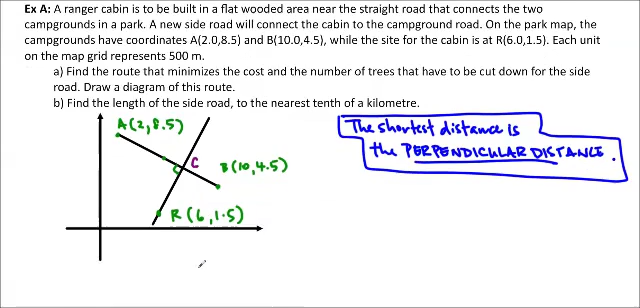 Ex A: A ranger cabin is to be built in a flat wooded area near the straight road that connects the two
campgrounds in a park. A new side road will connect the cabin to the campground road. On the park map, the
campgrounds have coordinates A(2.0,8.5) and B(10.0,4.5), while the site for the cabin is at R(6.0,1.5). Each unit
on the map grid represents 500 m.
a) Find the route that minimizes the cost and the number of trees that have to be cut down for the side
road. Draw a diagram of this route.
b) Find the length of the side road, to the nearest tenth of a kilometre.
A(2,8.5)
The shortest distance is
the PERPENDICULAR DISTANCE.
C
B(10,4.5)
R(6,1.5)